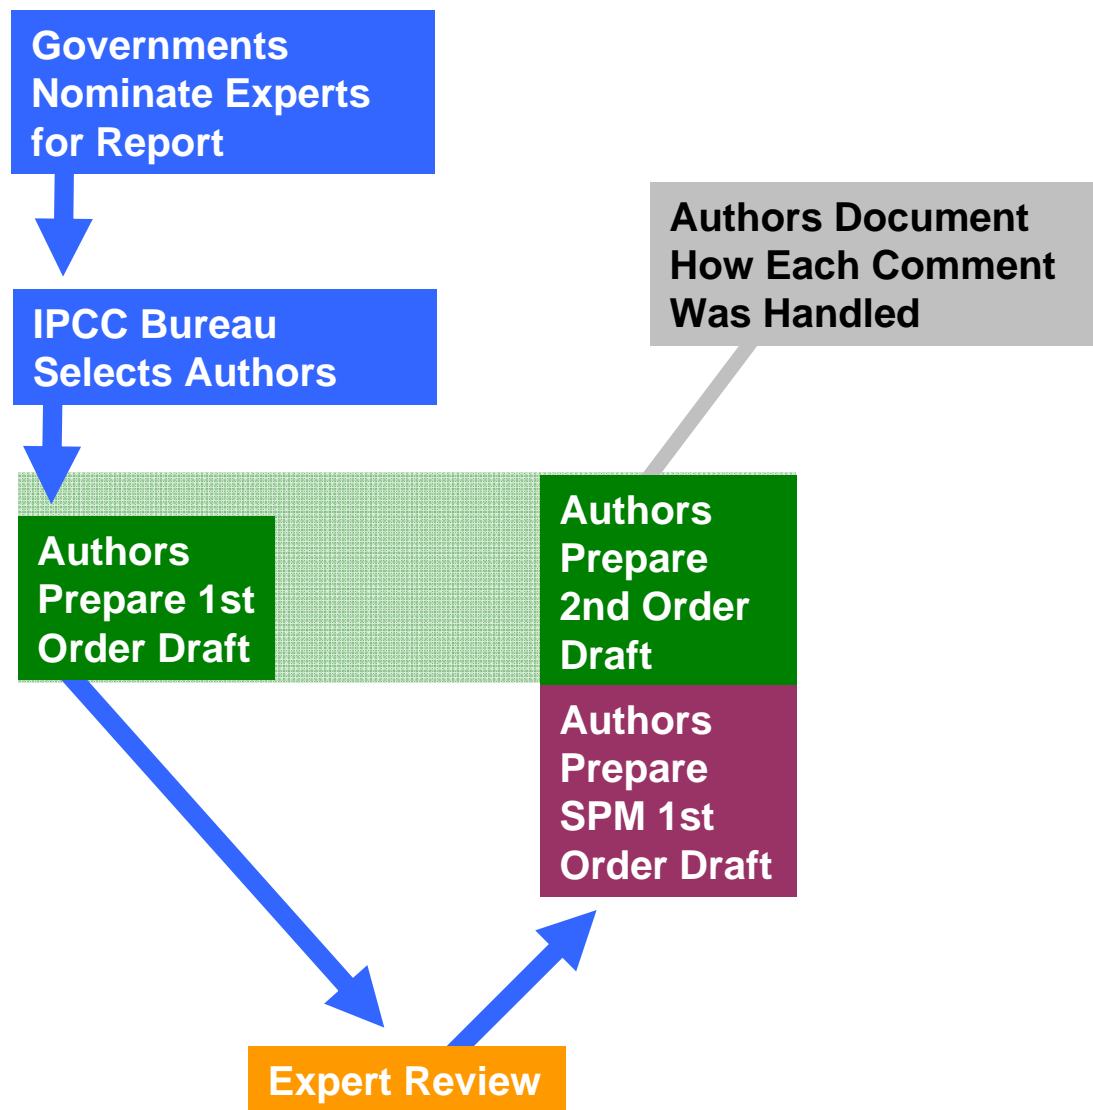 Governments
Nominate Experts
for Report
Authors Document
How Each Comment
Was Handled
IPCC Bureau
Selects Authors
Authors
Prepare 1st
Order Draft
Authors
Prepare
2nd Order
Draft
Authors
Prepare
SPM 1st
Order Draft
Expert Review